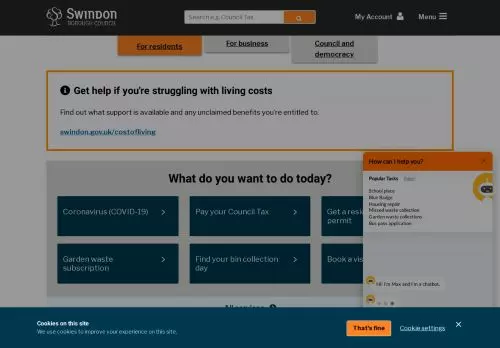 Swindon
BOROUGH COUNCIL
Search e.g. Council Tax
My Account
Menu
For residents
For business
Council and
democracy
Get help if you're struggling with living costs
Find out what support is available and any unclaimed benefits you're entitled to.
swindon.gov.uk/costofliving
How can I help you?
Popular Tasks
School place
Blue Badge
Housing repair
Missed waste collection
Garden waste collections
Bus pass application
What do you want to do today?
Coronavirus (COVID-19)
Pay your Council Tax
Get a resi
permit
Garden waste
subscription
Find your bin collection
day
Book a visi
Hi! I'm Max and I'm a chatbot.
Cookies on this site
We use cookies to improve your experience on this site.
That's fine
Cookie settings